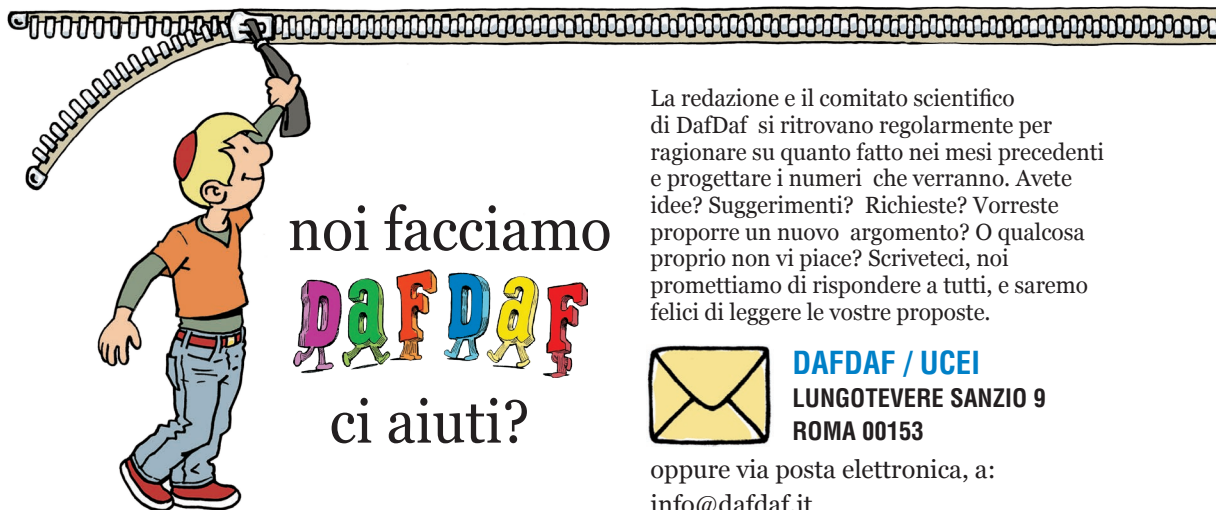 noi facciamo
DaFDaF
ci aiuti?
La redazione e il comitato scientifico
di DafDaf si ritrovano regolarmente per
ragionare su quanto fatto nei mesi precedenti
e progettare i numeri che verranno. Avete
idee? Suggerimenti? Richieste? Vorreste
proporre un nuovo argomento? O qualcosa
proprio non vi piace? Scriveteci, noi
promettiamo di rispondere a tutti, e saremo
felici di leggere le vostre proposte.
DAFDAF / UCEI
LUNGOTEVERE SANZIO 9
ROMA 00153
oppure via posta elettronica, a:
info@dafdaf.it